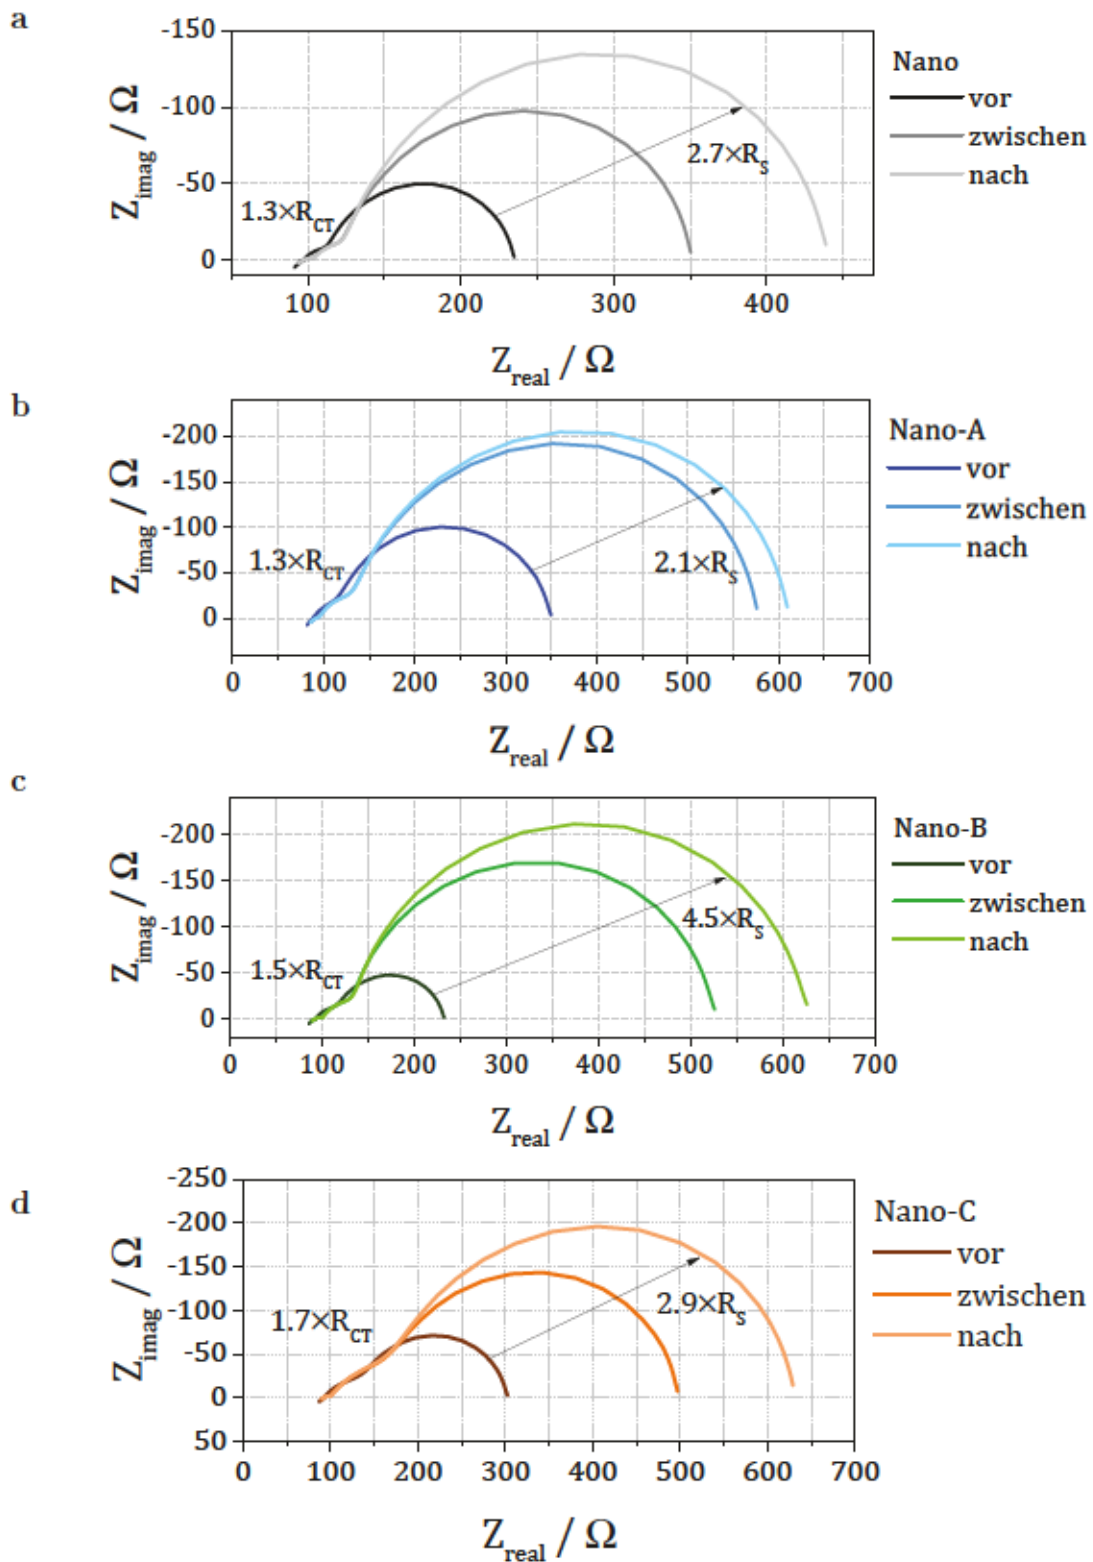 a
-150
-100
-50
0
Z_imag / Ω
1.3×R_CT
2.7×R_S
100 200 300 400
Z_real / Ω
Nano
vor
zwischen
nach
b
-200
-150
-100
-50
0
Z_imag / Ω
1.3×R_CT
2.1×R_S
0 100 200 300 400 500 600 700
Z_real / Ω
Nano-A
vor
zwischen
nach
c
-200
-150
-100
-50
0
Z_imag / Ω
1.5×R_CT
4.5×R_S
0 100 200 300 400 500 600 700
Z_real / Ω
Nano-B
vor
zwischen
nach
d
-250
-200
-150
-100
-50
0
50
Z_imag / Ω
1.7×R_CT
2.9×R_S
0 100 200 300 400 500 600 700
Z_real / Ω
Nano-C
vor
zwischen
nach